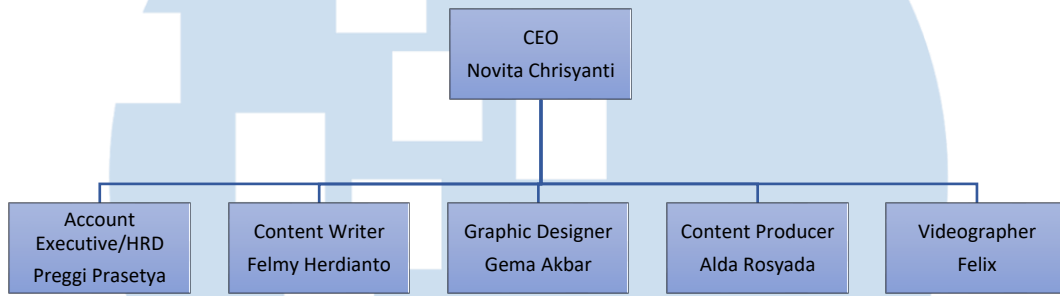 CEO
Novita Chrisyanti
Account
Executive/HRD
Preggi Prasetya
Content Writer
Felmy Herdianto
Graphic Designer
Gema Akbar
Content Producer
Alda Rosyada
Videographer
Felix